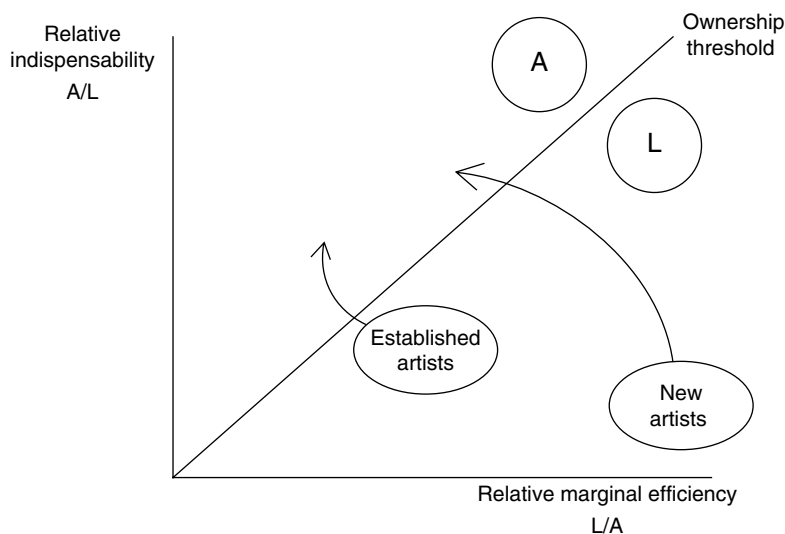 Relative
indispensability
A/L
A
Ownership
threshold
L
Established
artists
New
artists
Relative marginal efficiency
L/A